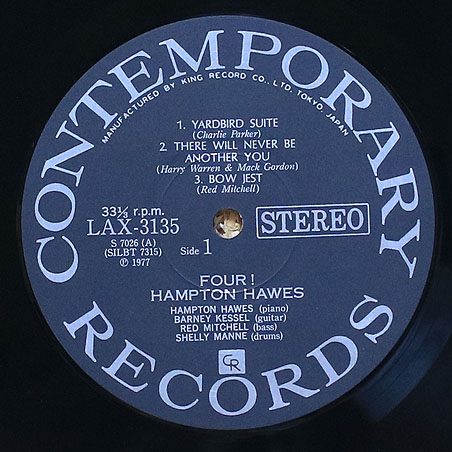 CONTEMPORARY
MANUFACTURED BY KING RECORD CO., LTD. TOKYO, JAPAN
1. YARDBIRD SUITE
(Charlie Parker)
2. THERE WILL NEVER BE
ANOTHER YOU
(Harry Warren & Mack Gordon)
3. BOW JEST
(Red Mitchell)
33⅓ r.p.m.
LAX-3135
S 7026 (A)
(SILBT 7315)
℗ 1977
Side 1
STEREO
FOUR!
HAMPTON HAWES
HAMPTON HAWES (piano)
BARNEY KESSEL (guitar)
RED MITCHELL (bass)
SHELLY MANNE (drums)
CR
RECORDS